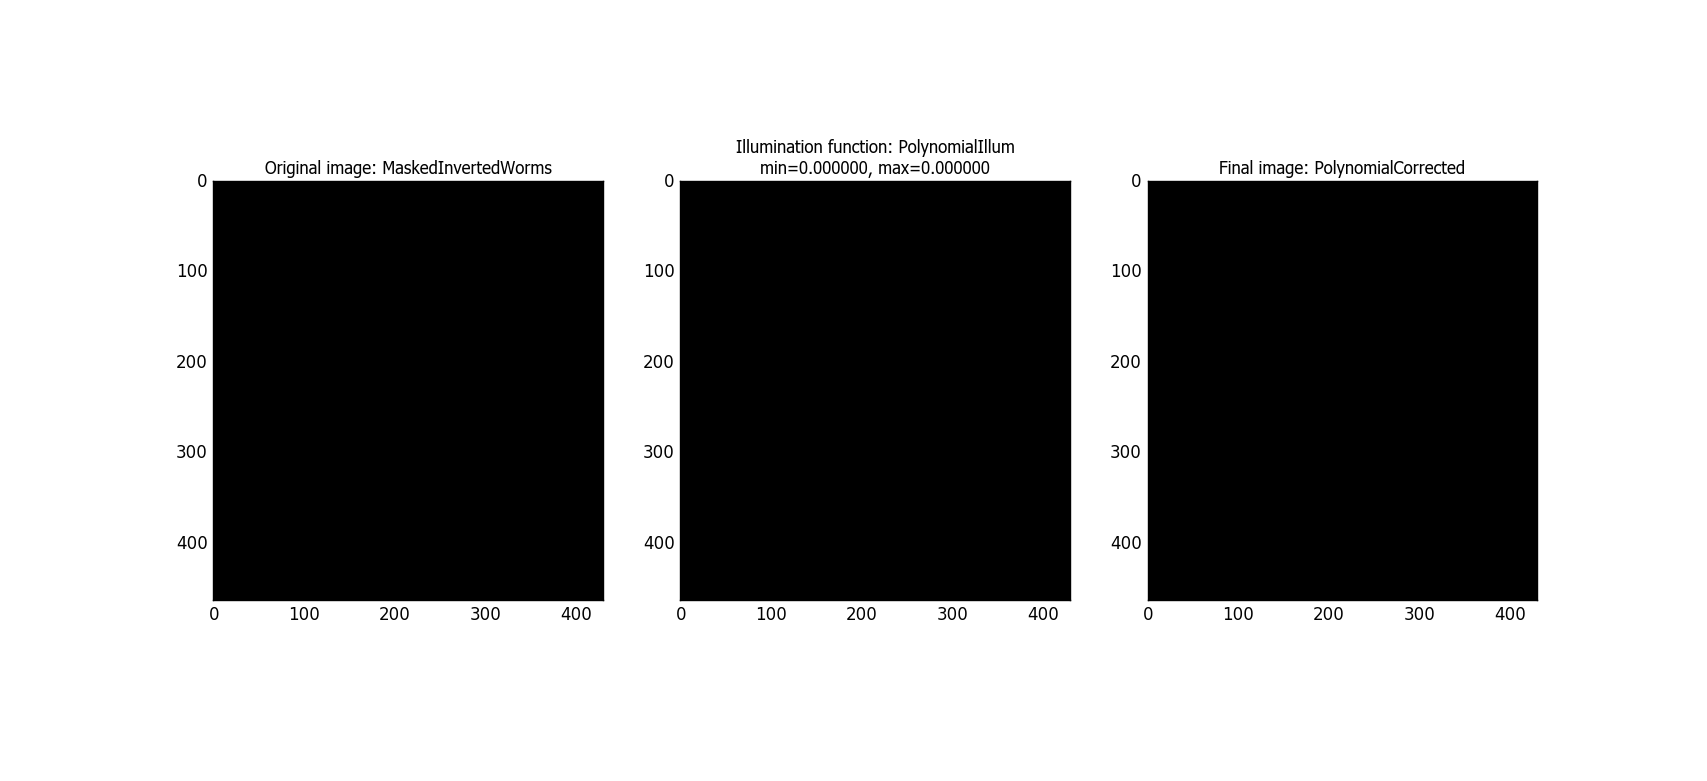 Original image: MaskedInvertedWorms
0
100
200
300
400
0 100 200 300 400
Illumination function: PolynomialIllum
min=0.000000, max=0.000000
0
100
200
300
400
0 100 200 300 400
Final image: PolynomialCorrected
0
100
200
300
400
0 100 200 300 400